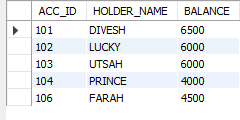 ACC_ID HOLDER_NAME BALANCE
101 DIVESH 6500
102 LUCKY 6000
103 UTSAH 6000
104 PRINCE 4000
106 FARAH 4500